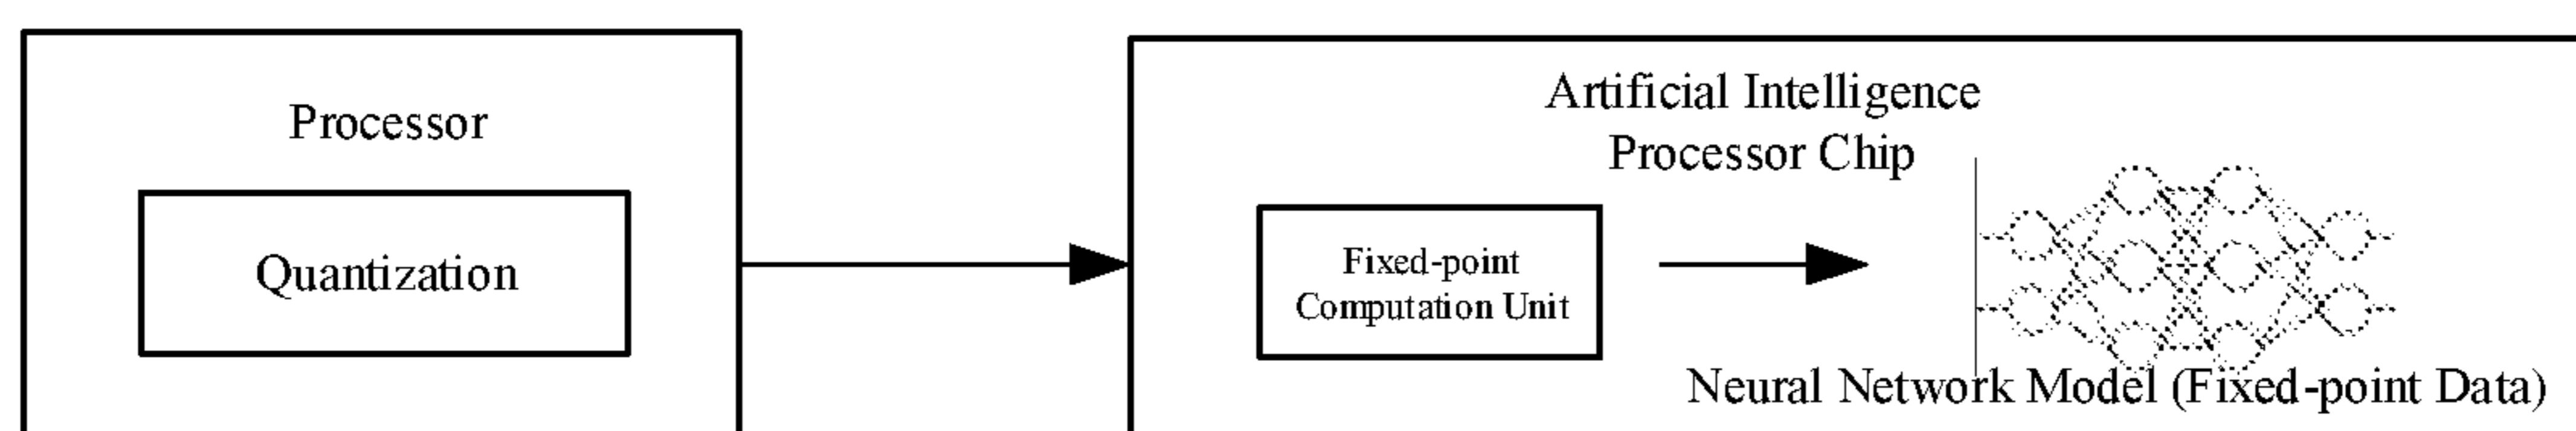 Processor
Quantization
Artificial Intelligence
Processor Chip
Fixed-point
Computation Unit
Neural Network Model (Fixed-point Data)